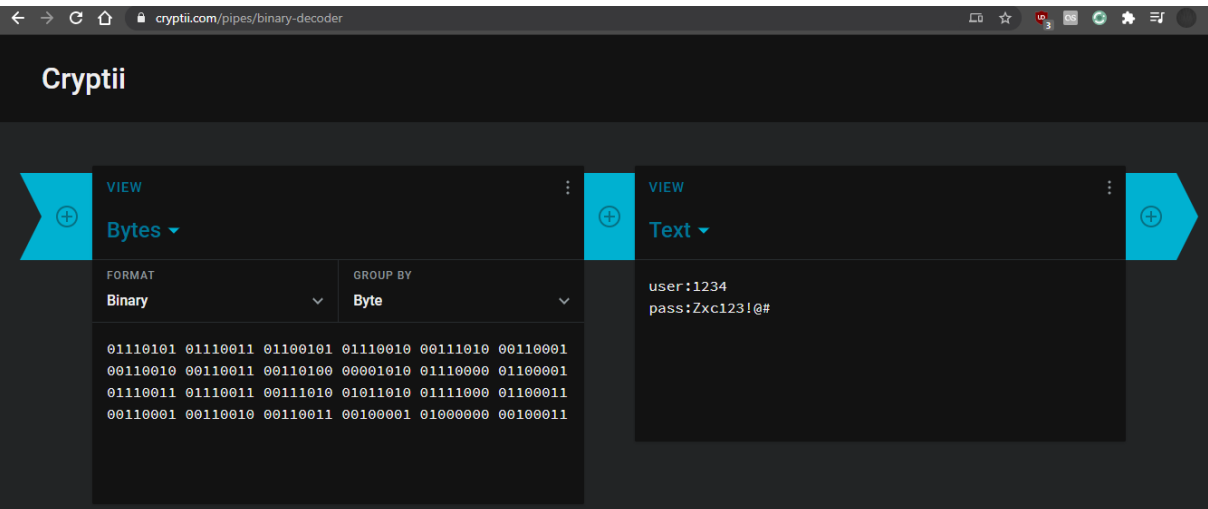 cryptii.com/pipes/binary-decoder
3
Cryptii
VIEW
Bytes
FORMAT
GROUP BY
Binary
Byte
01110101 01110011 01100101 01110010 00111010 00110001
00110010 00110011 00110100 00001010 01110000 01100001
01110011 01110011 00111010 01011010 01111000 01100011
00110001 00110010 00110011 00100001 01000000 00100011
VIEW
Text
user:1234
pass:Zxc123!@#